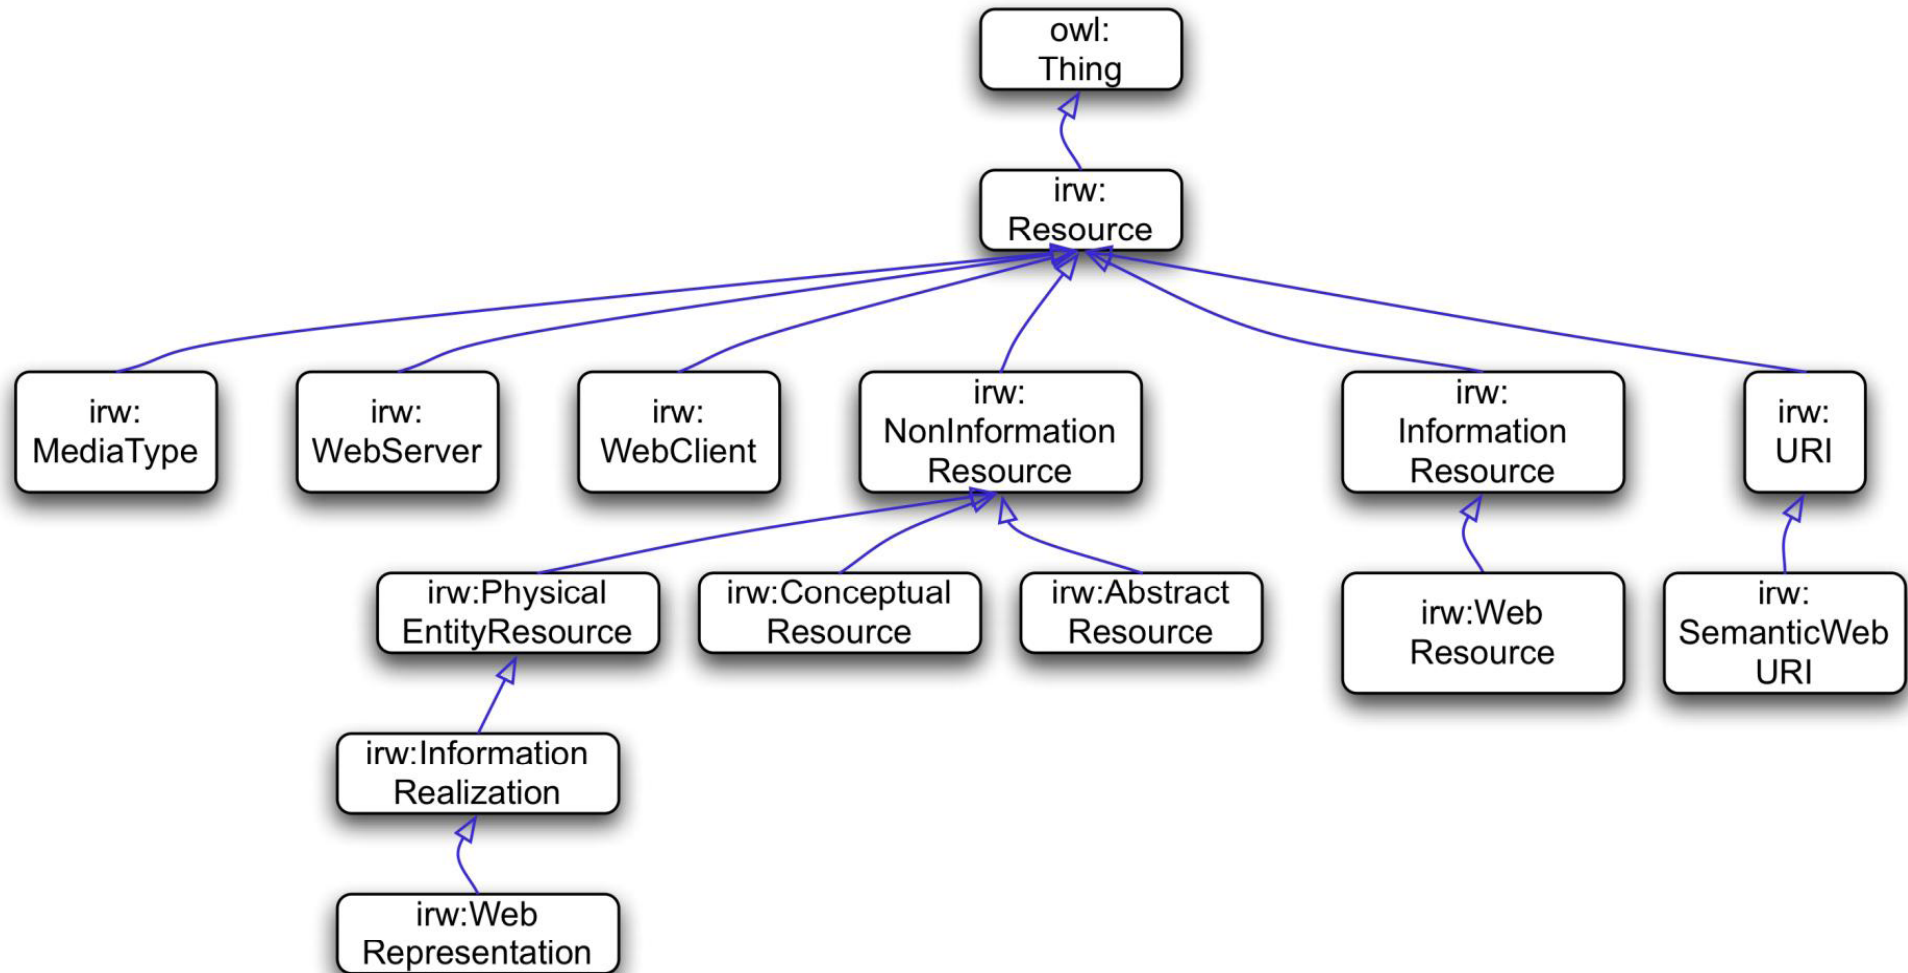 owl:
Thing
irw:
Resource
irw:
MediaType
irw:
WebServer
irw:
WebClient
irw:
NonInformation
Resource
irw:
Information
Resource
irw:
URI
irw:Physical
EntityResource
irw:Conceptual
Resource
irw:Abstract
Resource
irw:Web
Resource
irw:
SemanticWeb
URI
irw:Information
Realization
irw:Web
Representation